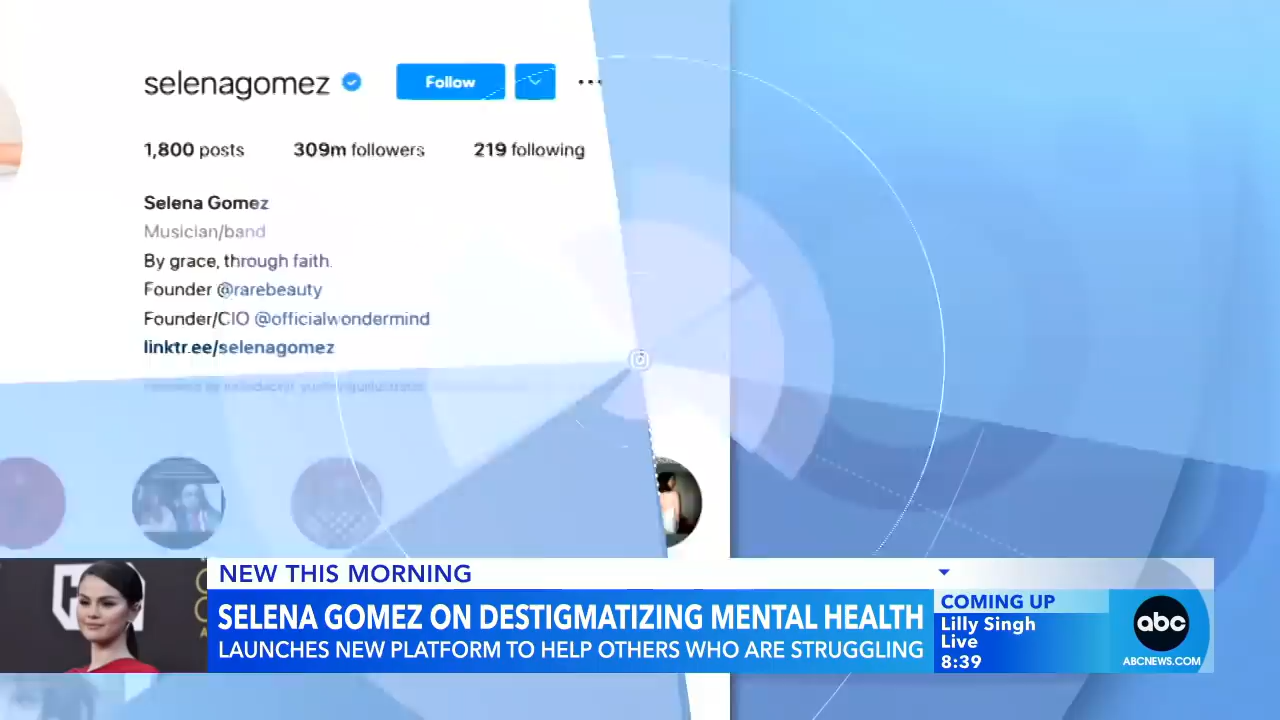 selenagomez Follow
1,800 posts 309m followers 219 following
Selena Gomez
Musician/band
By grace, through faith.
Founder @rarebeauty
Founder/CIO @officialwondermind
linktr.ee/selenagomez
NEW THIS MORNING
SELENA GOMEZ ON DESTIGMATIZING MENTAL HEALTH
LAUNCHES NEW PLATFORM TO HELP OTHERS WHO ARE STRUGGLING
COMING UP
Lilly Singh
Live
8:39
abc
ABCNEWS.COM